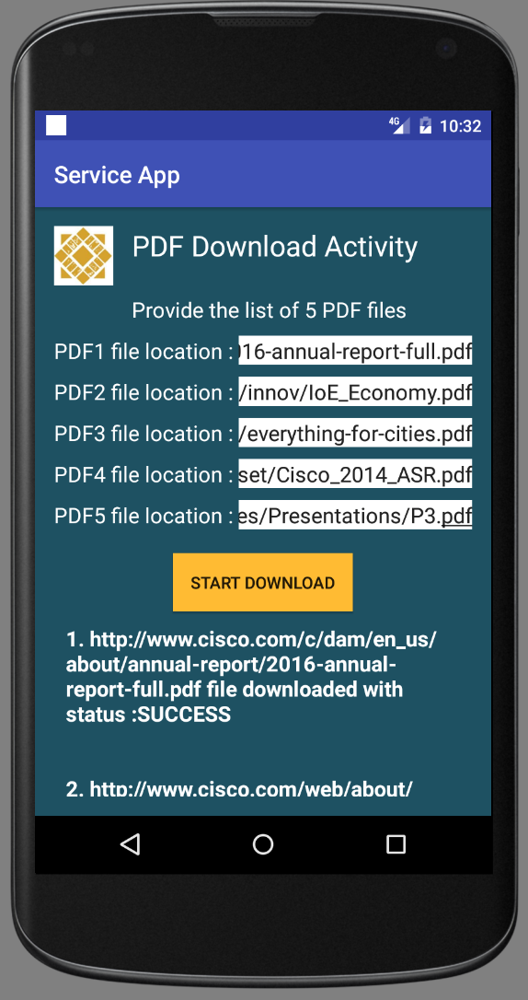 4G 10:32
Service App
PDF Download Activity
Provide the list of 5 PDF files
PDF1 file location : 16-annual-report-full.pdf
PDF2 file location : /innov/IoE_Economy.pdf
PDF3 file location : /everything-for-cities.pdf
PDF4 file location : set/Cisco_2014_ASR.pdf
PDF5 file location : es/Presentations/P3.pdf
START DOWNLOAD
1. http://www.cisco.com/c/dam/en_us/
about/annual-report/2016-annual-
report-full.pdf file downloaded with
status :SUCCESS
2. http://www.cisco.com/web/about/